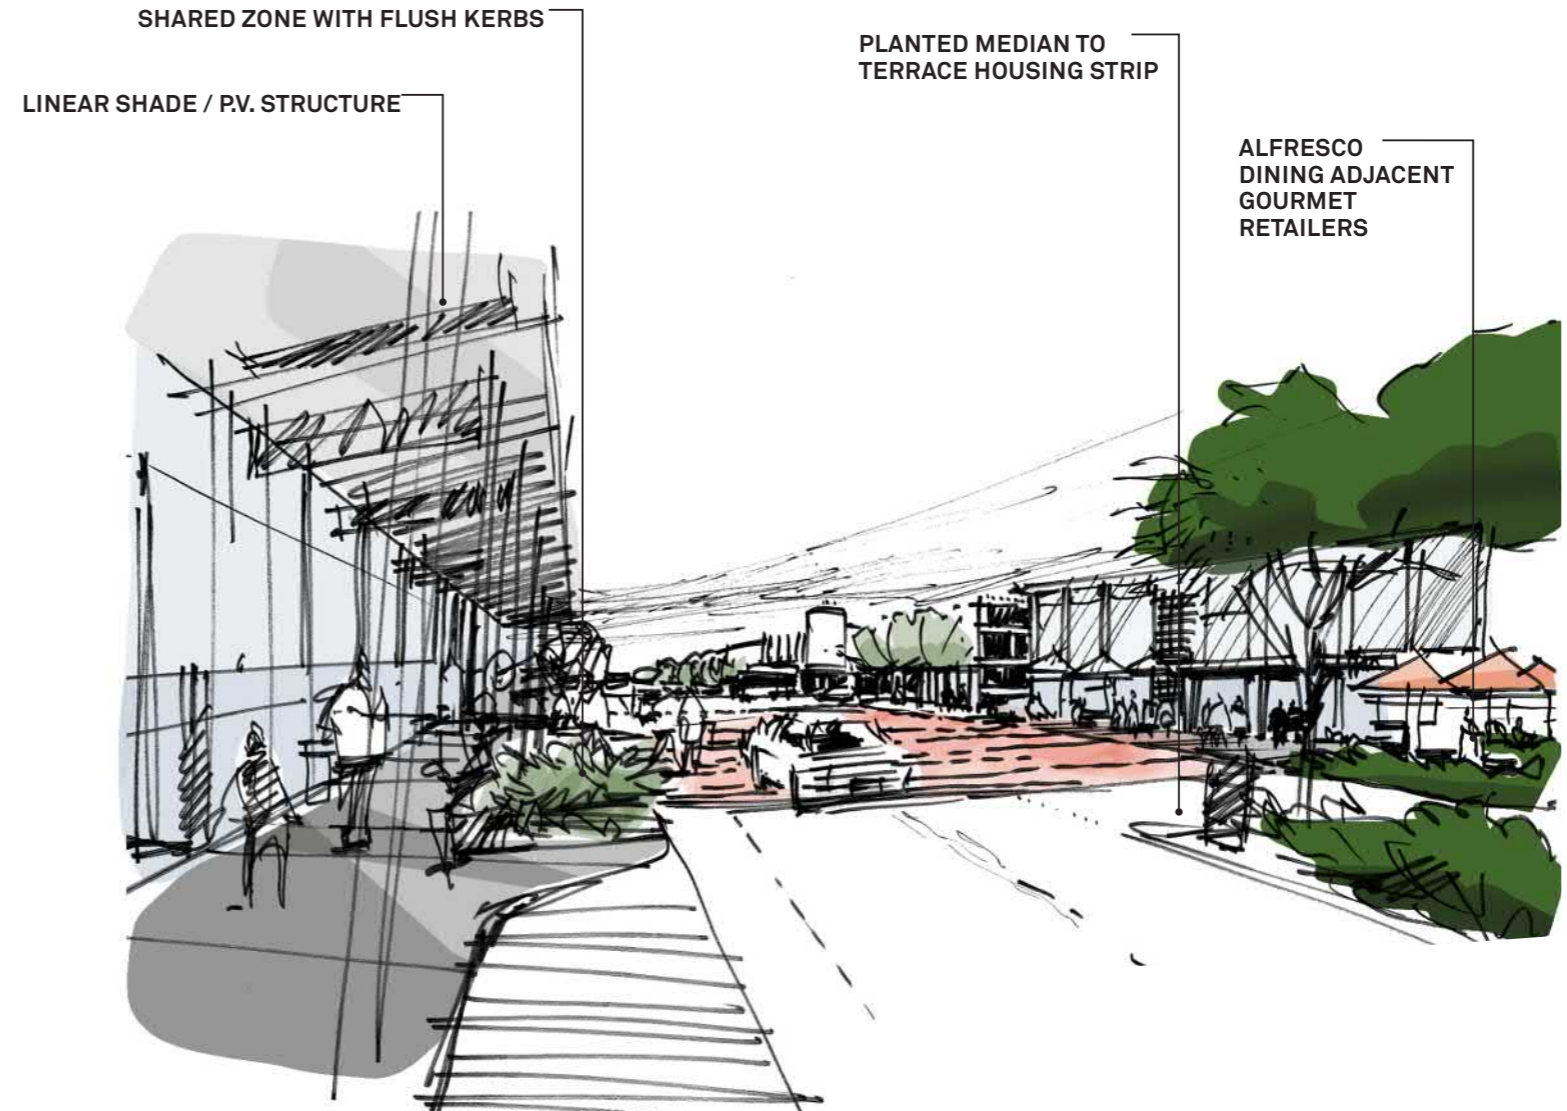 SHARED ZONE WITH FLUSH KERBS
PLANTED MEDIAN TO
TERRACE HOUSING STRIP
LINEAR SHADE / P.V. STRUCTURE
ALFRESCO
DINING ADJACENT
GOURMET
RETAILERS